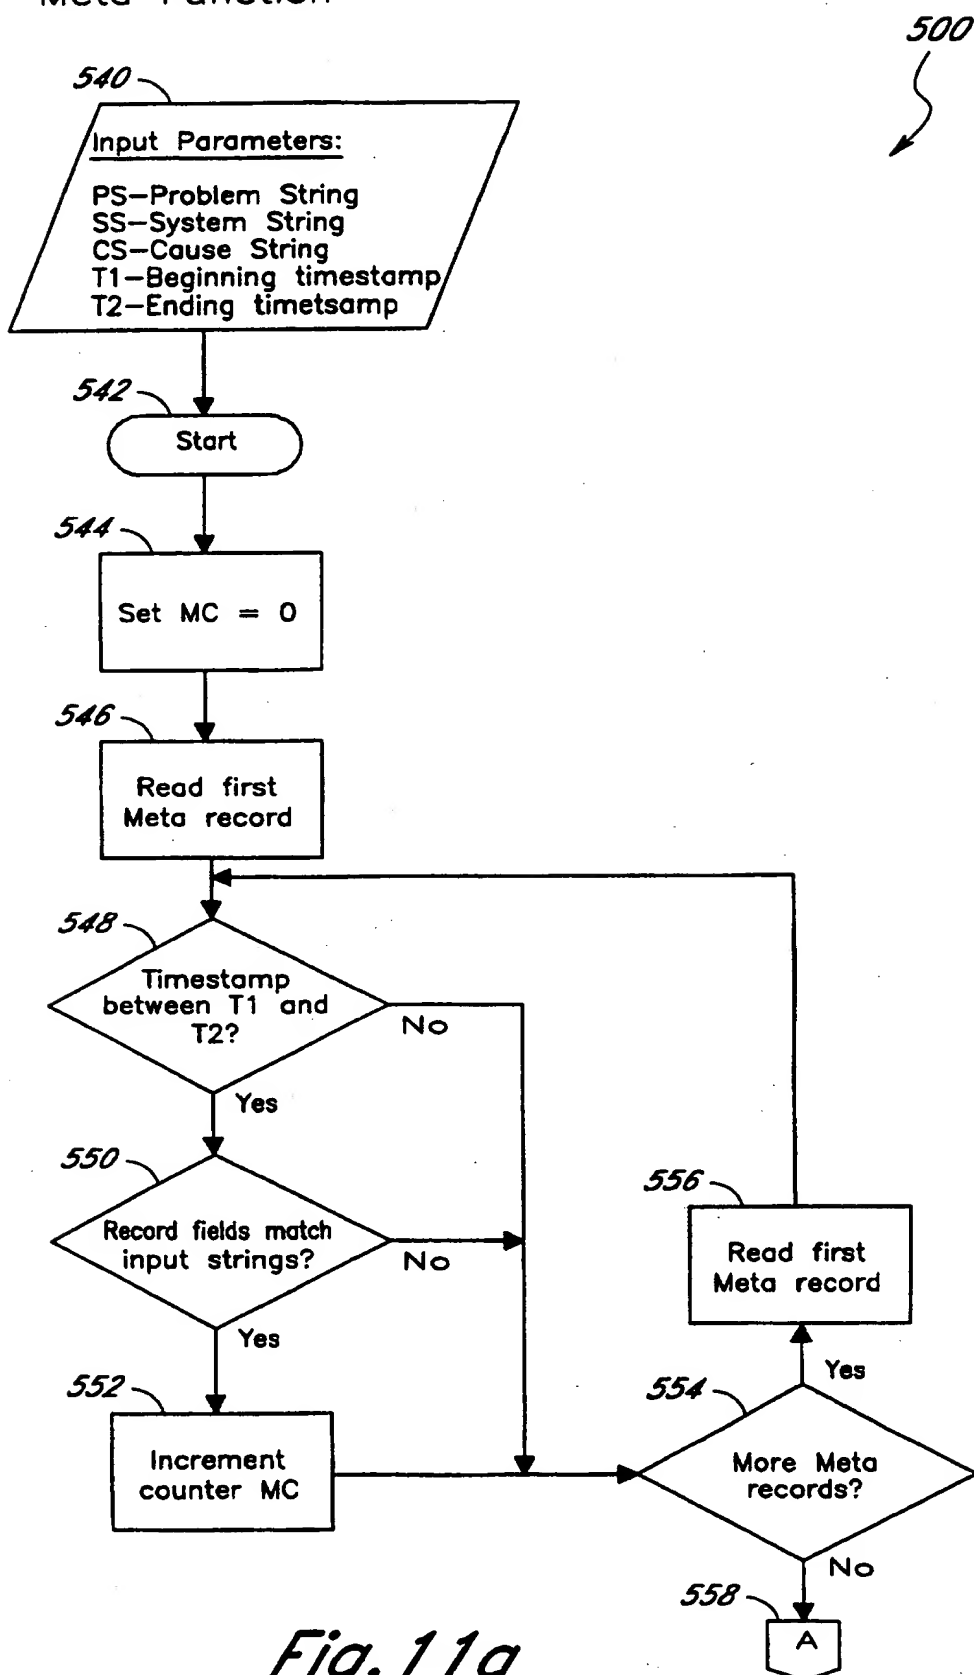 Meta Function
500
540
Input Parameters:
PS–Problem String
SS–System String
CS–Cause String
T1–Beginning timestamp
T2–Ending timetsamp
542
Start
544
Set MC = 0
546
Read first
Meta record
548
Timestamp
between T1 and
T2?
No
Yes
550
Record fields match
input strings?
No
Yes
552
Increment
counter MC
556
Read first
Meta record
Yes
554
More Meta
records?
No
558
A
Fig. 11a